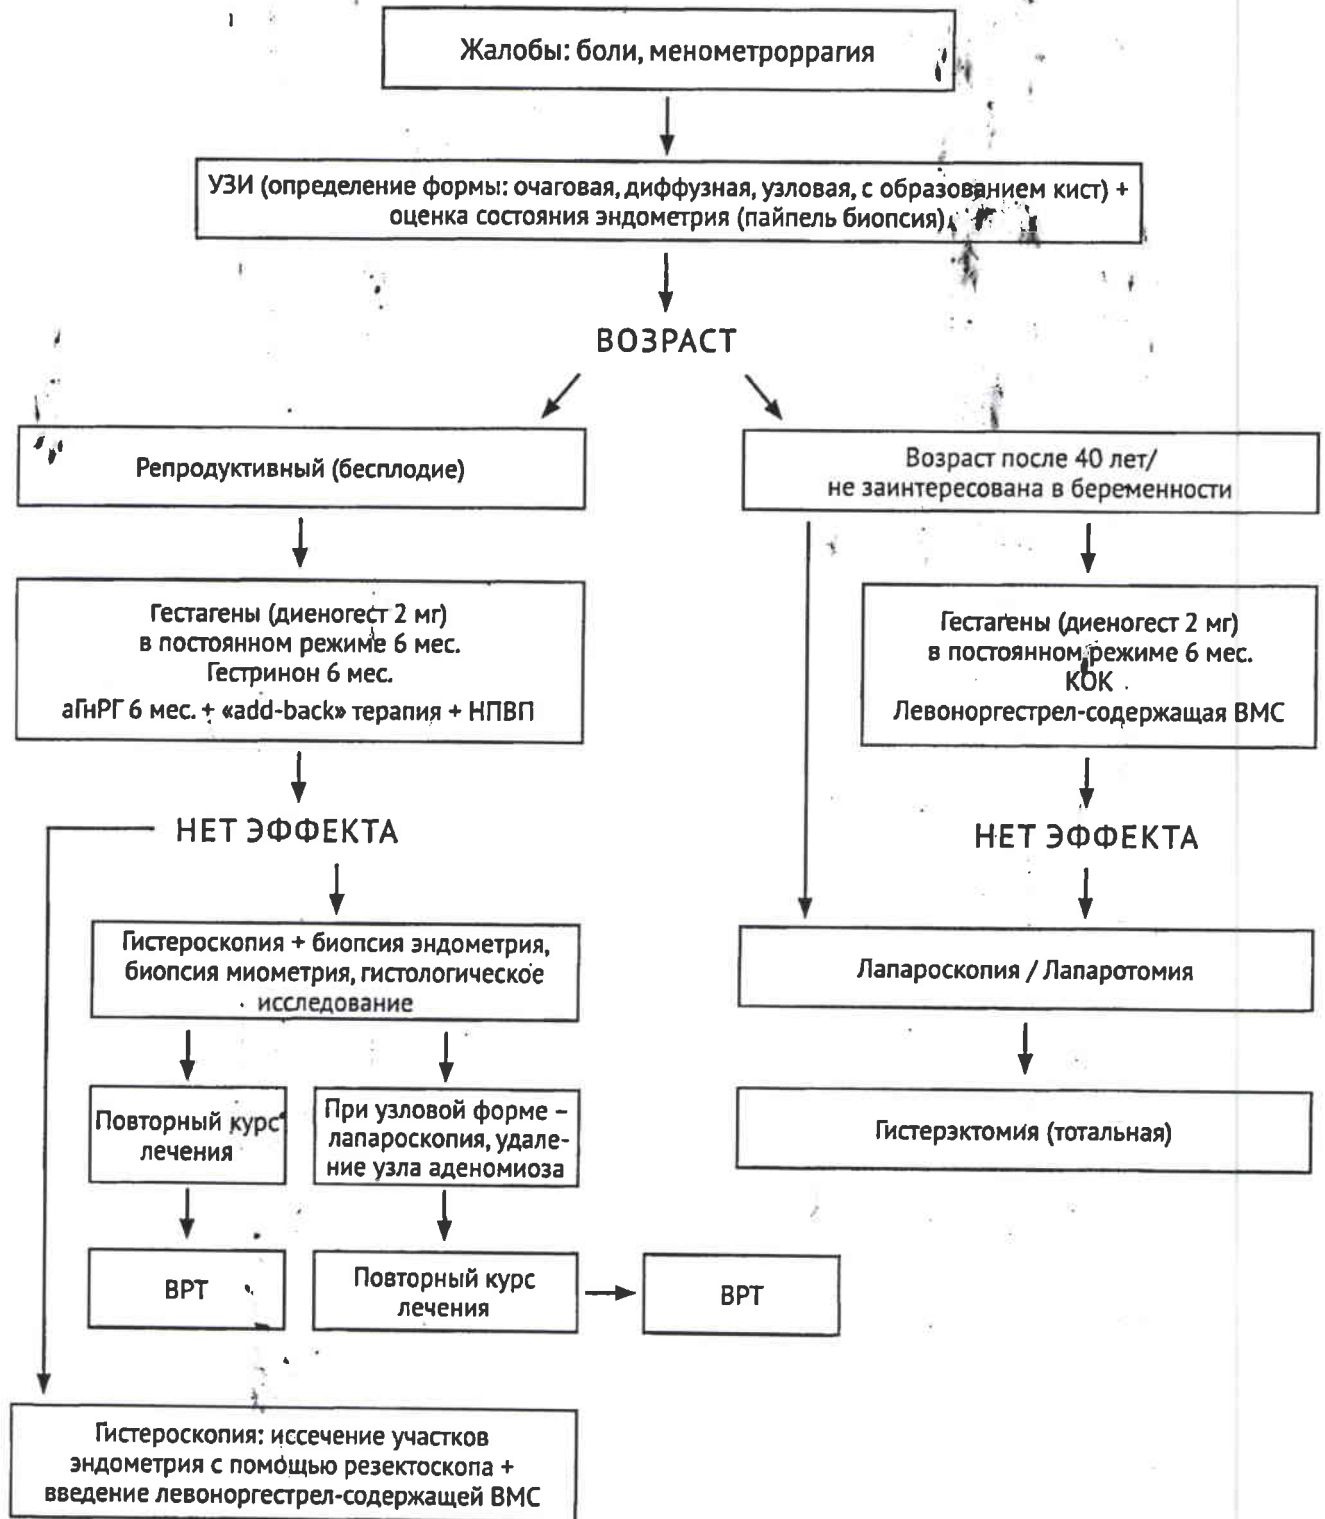 Жалобы: боли, менометроррагия
УЗИ (определение формы: очаговая, диффузная, узловая, с образованием кист) +
оценка состояния эндометрия (пайпель биопсия)
ВОЗРАСТ
Репродуктивный (бесплодие)
Возраст после 40 лет/
не заинтересована в беременности
Гестагены (диеногест 2 мг)
в постоянном режиме 6 мес.
Гестринон 6 мес.
аГнРГ 6 мес. + «add-back» терапия + НПВП
Гестагены (диеногест 2 мг)
в постоянном режиме 6 мес.
КОК
Левоноргестрел-содержащая ВМС
НЕТ ЭФФЕКТА
НЕТ ЭФФЕКТА
Гистероскопия + биопсия эндометрия,
биопсия миометрия, гистологическое
исследование
Лапароскопия / Лапаротомия
Повторный курс
лечения
При узловой форме –
лапароскопия, удале-
ние узла аденомиоза
Гистерэктомия (тотальная)
ВРТ
Повторный курс
лечения
ВРТ
Гистероскопия: иссечение участков
эндометрия с помощью резектоскопа +
введение левоноргестрел-содержащей ВМС